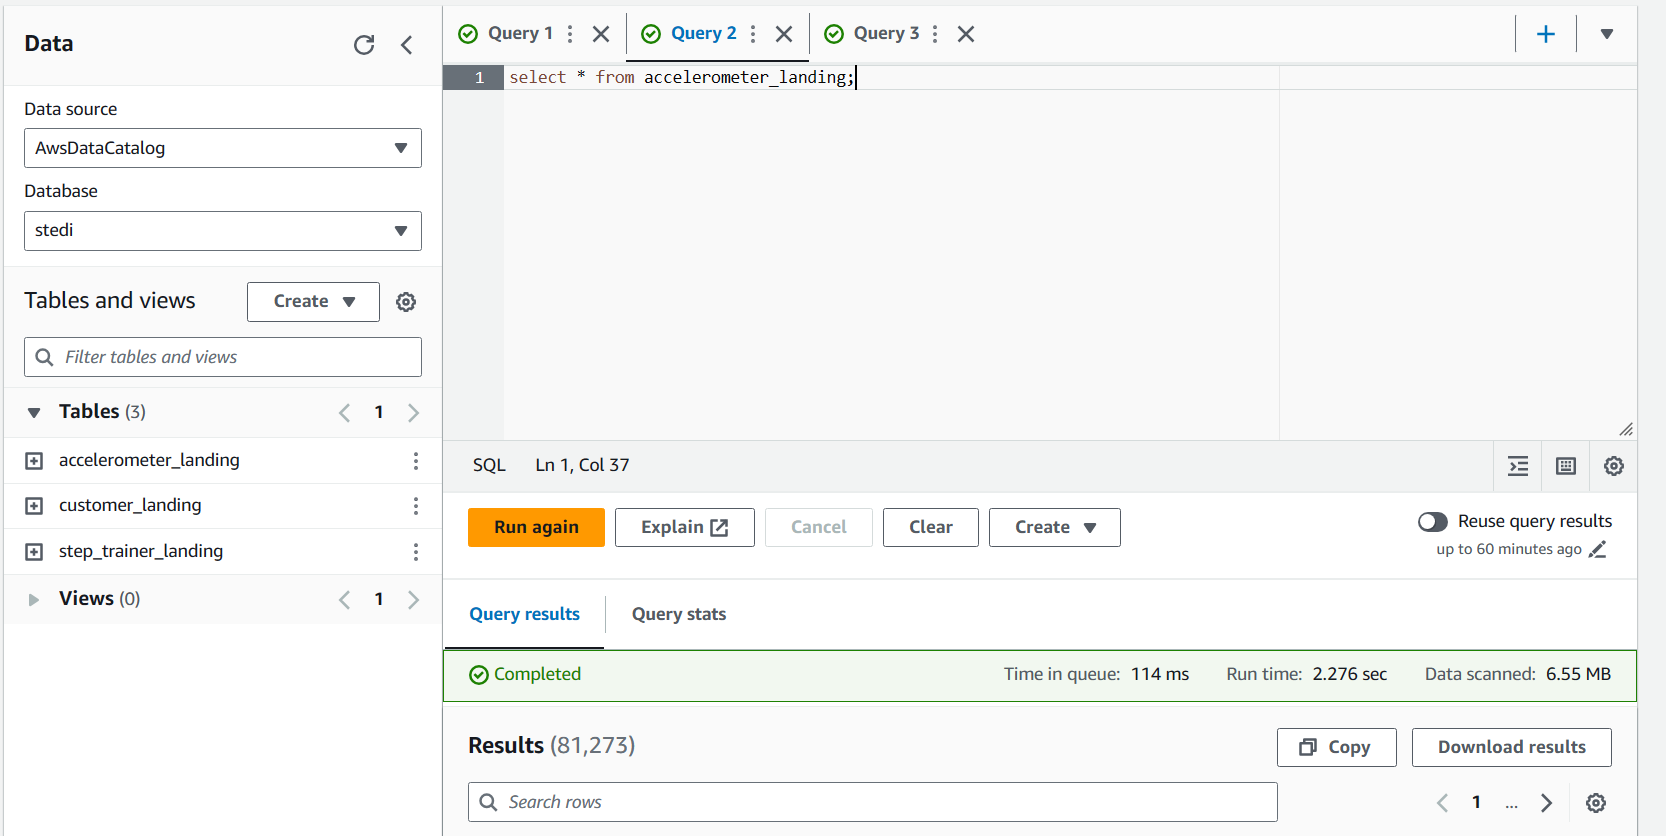 Data
Data source
AwsDataCatalog
Database
stedi
Tables and views
Create
Filter tables and views
Tables (3)
1
accelerometer_landing
customer_landing
step_trainer_landing
Views (0)
1
Query 1
Query 2
Query 3
1 select * from accelerometer_landing;
SQL Ln 1, Col 37
Run again Explain Cancel Clear Create
Reuse query results
up to 60 minutes ago
Query results Query stats
Completed Time in queue: 114 ms Run time: 2.276 sec Data scanned: 6.55 MB
Results (81,273) Copy Download results
Search rows 1 ...